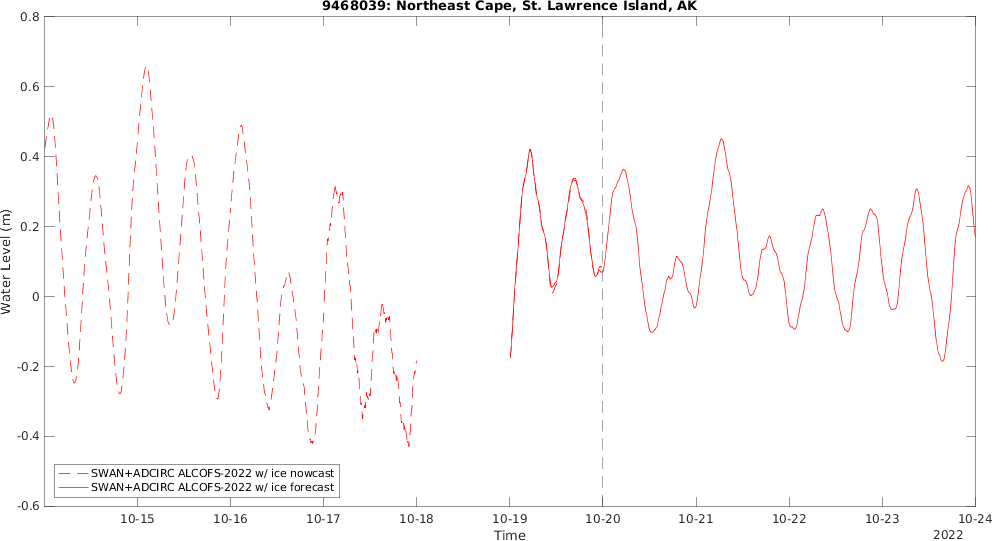 9468039: Northeast Cape, St. Lawrence Island, AK
0.8
0.6
0.4
0.2
0
-0.2
-0.4
-0.6
Water Level (m)
SWAN+ADCIRC ALCOFS-2022 w/ ice nowcast
SWAN+ADCIRC ALCOFS-2022 w/ ice forecast
10-15 10-16 10-17 10-18 10-19 10-20 10-21 10-22 10-23 10-24
Time
2022